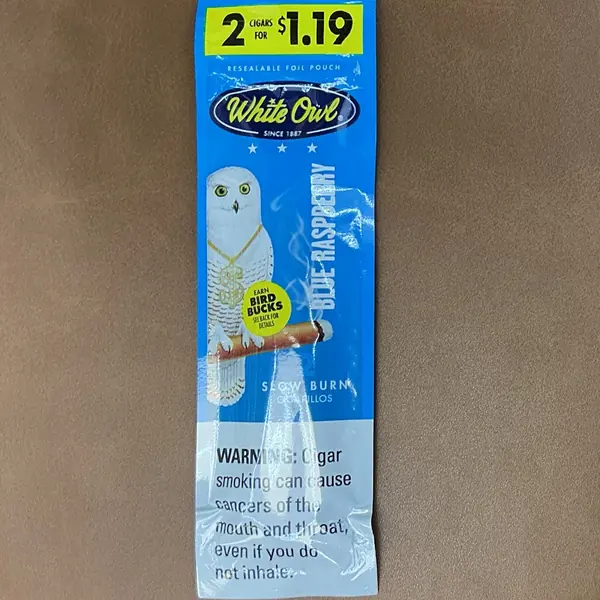 2 CIGARS FOR $1.19
RESEALABLE FOIL POUCH
White Owl®
SINCE 1887
BLUE RASPBERRY
EARN
BIRD
BUCKS
SEE BACK FOR
DETAILS
SLOW BURN
CIGARILLOS
WARNING: Cigar
smoking can cause
cancers of the
mouth and throat,
even if you do
not inhale.